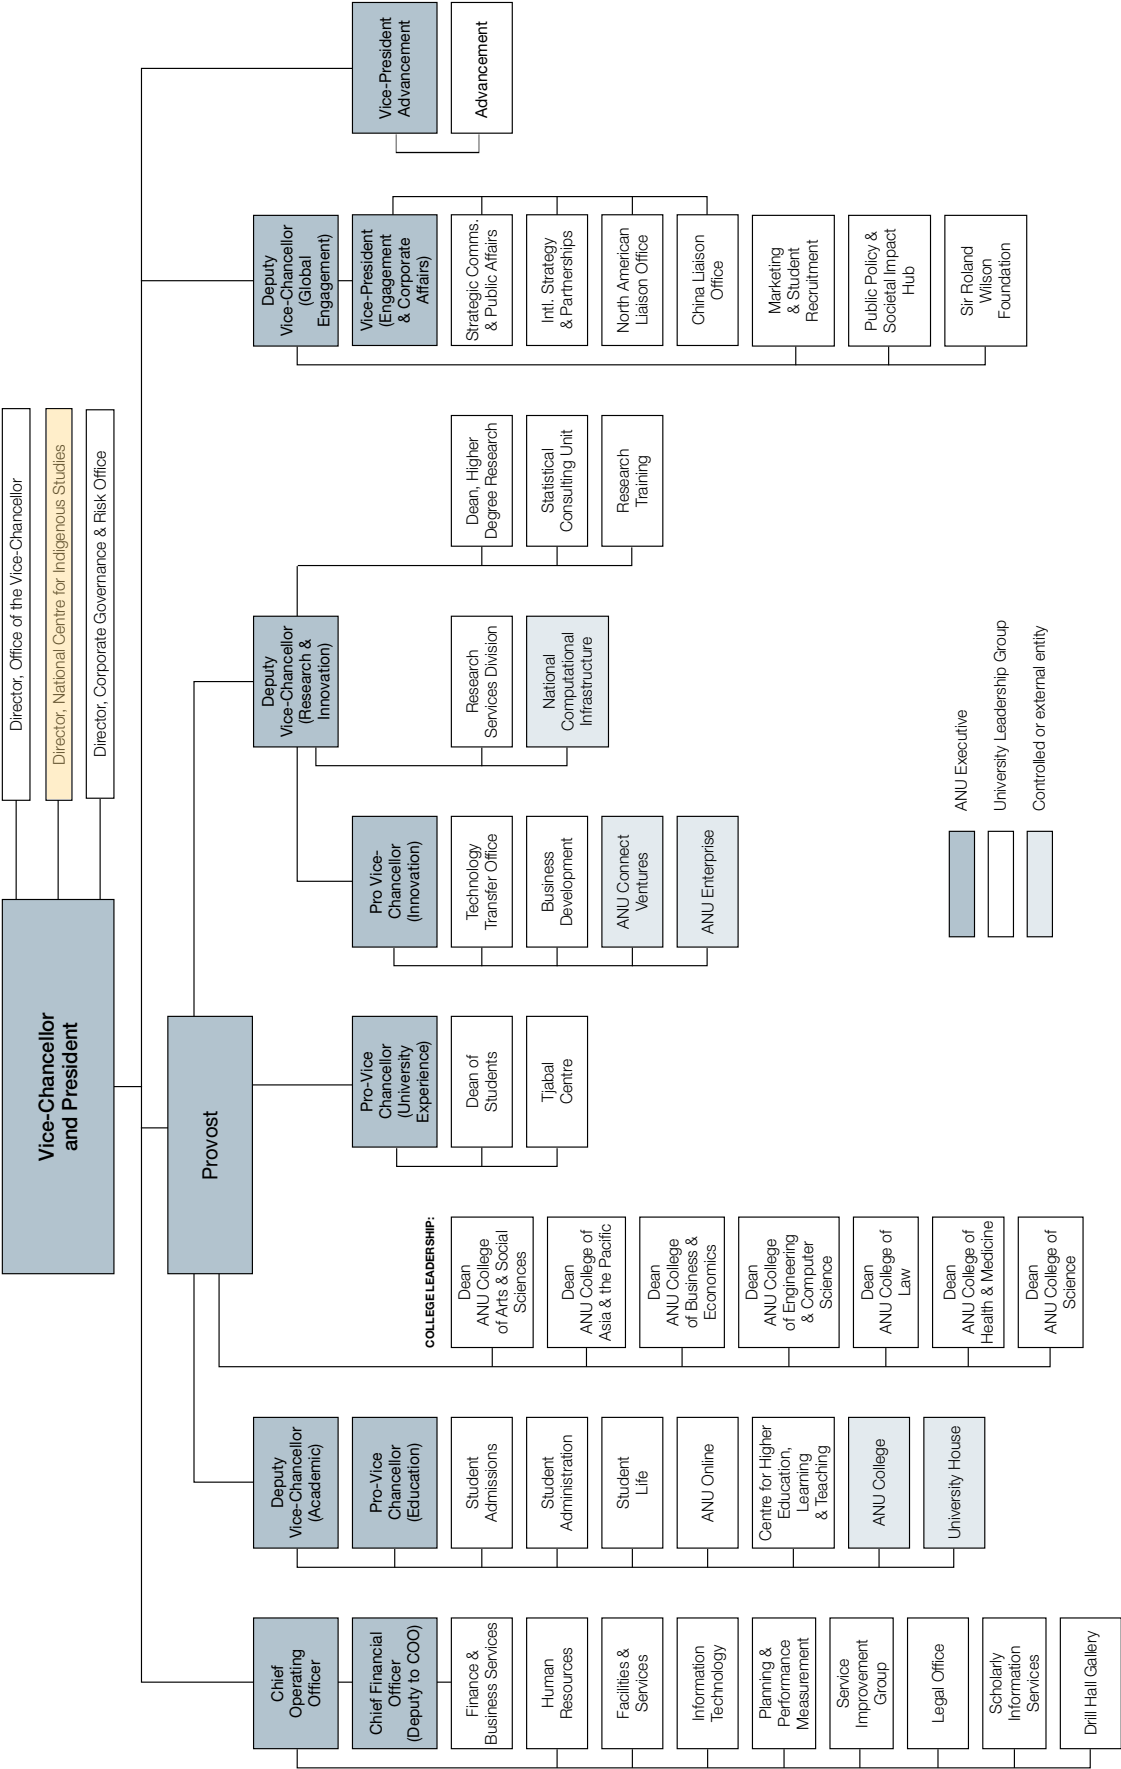 Vice-Chancellor
and President
Director, Office of the Vice-Chancellor
Director, National Centre for Indigenous Studies
Director, Corporate Governance & Risk Office
Provost
Chief
Operating
Officer
Chief Financial
Officer
(Deputy to COO)
Finance &
Business Services
Human
Resources
Facilities &
Services
Information
Technology
Planning &
Performance
Measurement
Service
Improvement
Group
Legal Office
Scholarly
Information
Services
Drill Hall Gallery
Deputy
Vice-Chancellor
(Academic)
Pro-Vice
Chancellor
(Education)
Student
Admissions
Student
Administration
Student
Life
ANU Online
Centre for Higher
Education,
Learning
& Teaching
ANU College
University House
COLLEGE LEADERSHIP:
Dean
ANU College
of Arts & Social
Sciences
Dean
ANU College of
Asia & the Pacific
Dean
ANU College
of Business &
Economics
Dean
ANU College
of Engineering
& Computer
Science
Dean
ANU College of
Law
Dean
ANU College of
Health & Medicine
Dean
ANU College of
Science
Pro-Vice
Chancellor
(University
Experience)
Dean of
Students
Tjabal
Centre
Pro Vice-
Chancellor
(Innovation)
Technology
Transfer Office
Business
Development
ANU Connect
Ventures
ANU Enterprise
Deputy
Vice-Chancellor
(Research &
Innovation)
Research
Services Division
National
Computational
Infrastructure
Dean, Higher
Degree Research
Statistical
Consulting Unit
Research
Training
Deputy
Vice-Chancellor
(Global
Engagement)
Vice-President
(Engagement
& Corporate
Affairs)
Strategic Comms.
& Public Affairs
Intl. Strategy
& Partnerships
North American
Liaison Office
China Liaison
Office
Marketing
& Student
Recruitment
Public Policy &
Societal Impact
Hub
Sir Roland
Wilson
Foundation
Vice-President
Advancement
Advancement
ANU Executive
University Leadership Group
Controlled or external entity